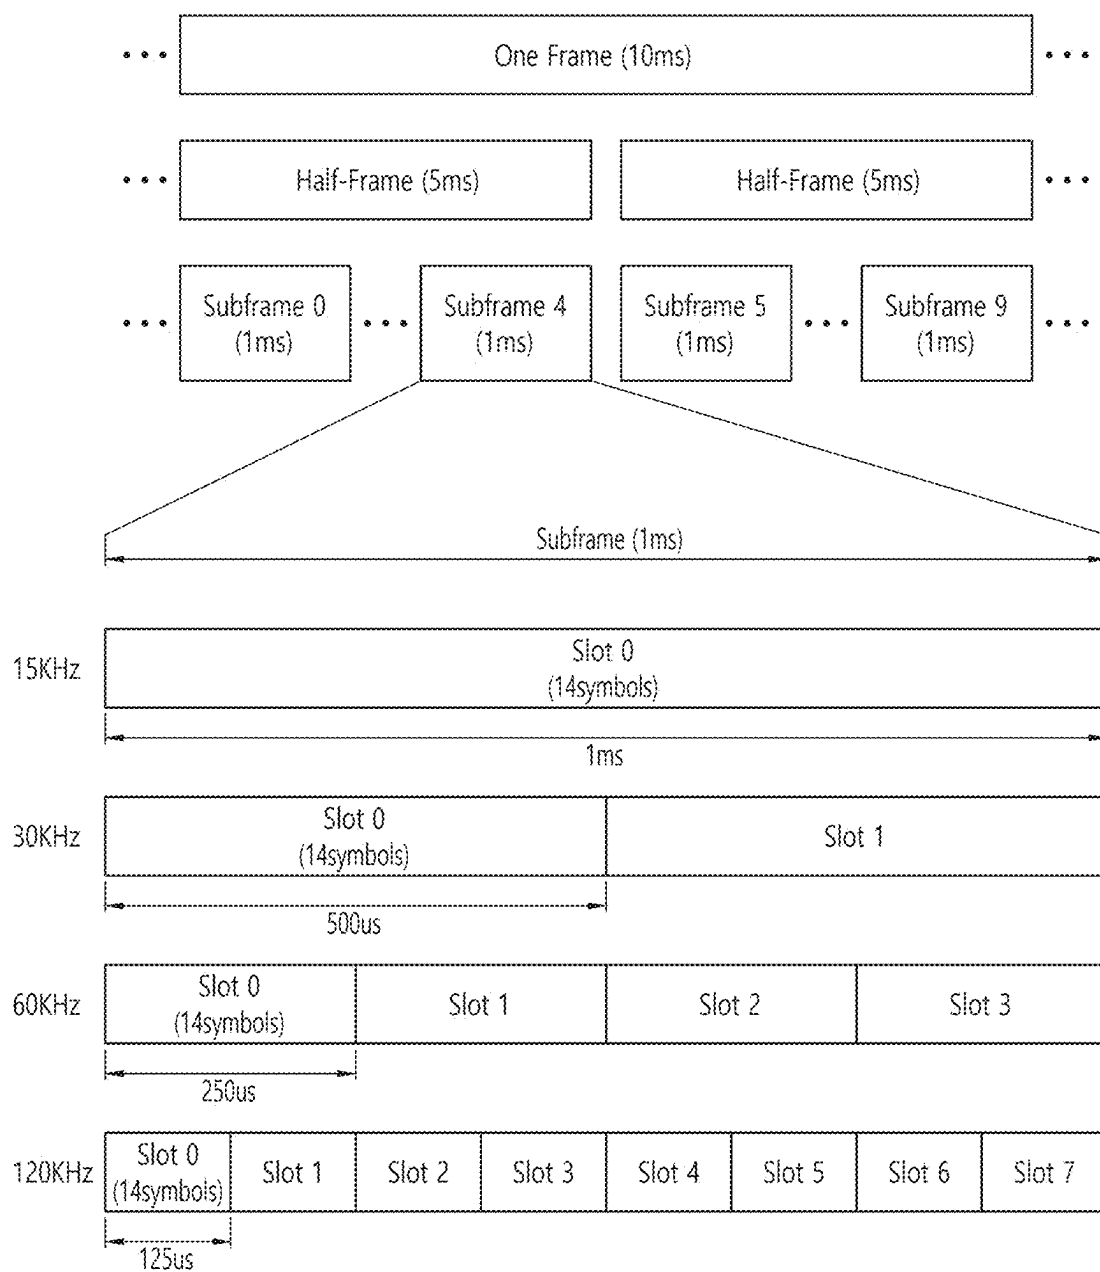 One Frame (10ms)
Half-Frame (5ms)
Half-Frame (5ms)
Subframe 0
(1ms)
Subframe 4
(1ms)
Subframe 5
(1ms)
Subframe 9
(1ms)
Subframe (1ms)
15KHz
Slot 0
(14symbols)
1ms
30KHz
Slot 0
(14symbols)
Slot 1
500us
60KHz
Slot 0
(14symbols)
Slot 1
Slot 2
Slot 3
250us
120KHz
Slot 0
(14symbols)
Slot 1
Slot 2
Slot 3
Slot 4
Slot 5
Slot 6
Slot 7
125us